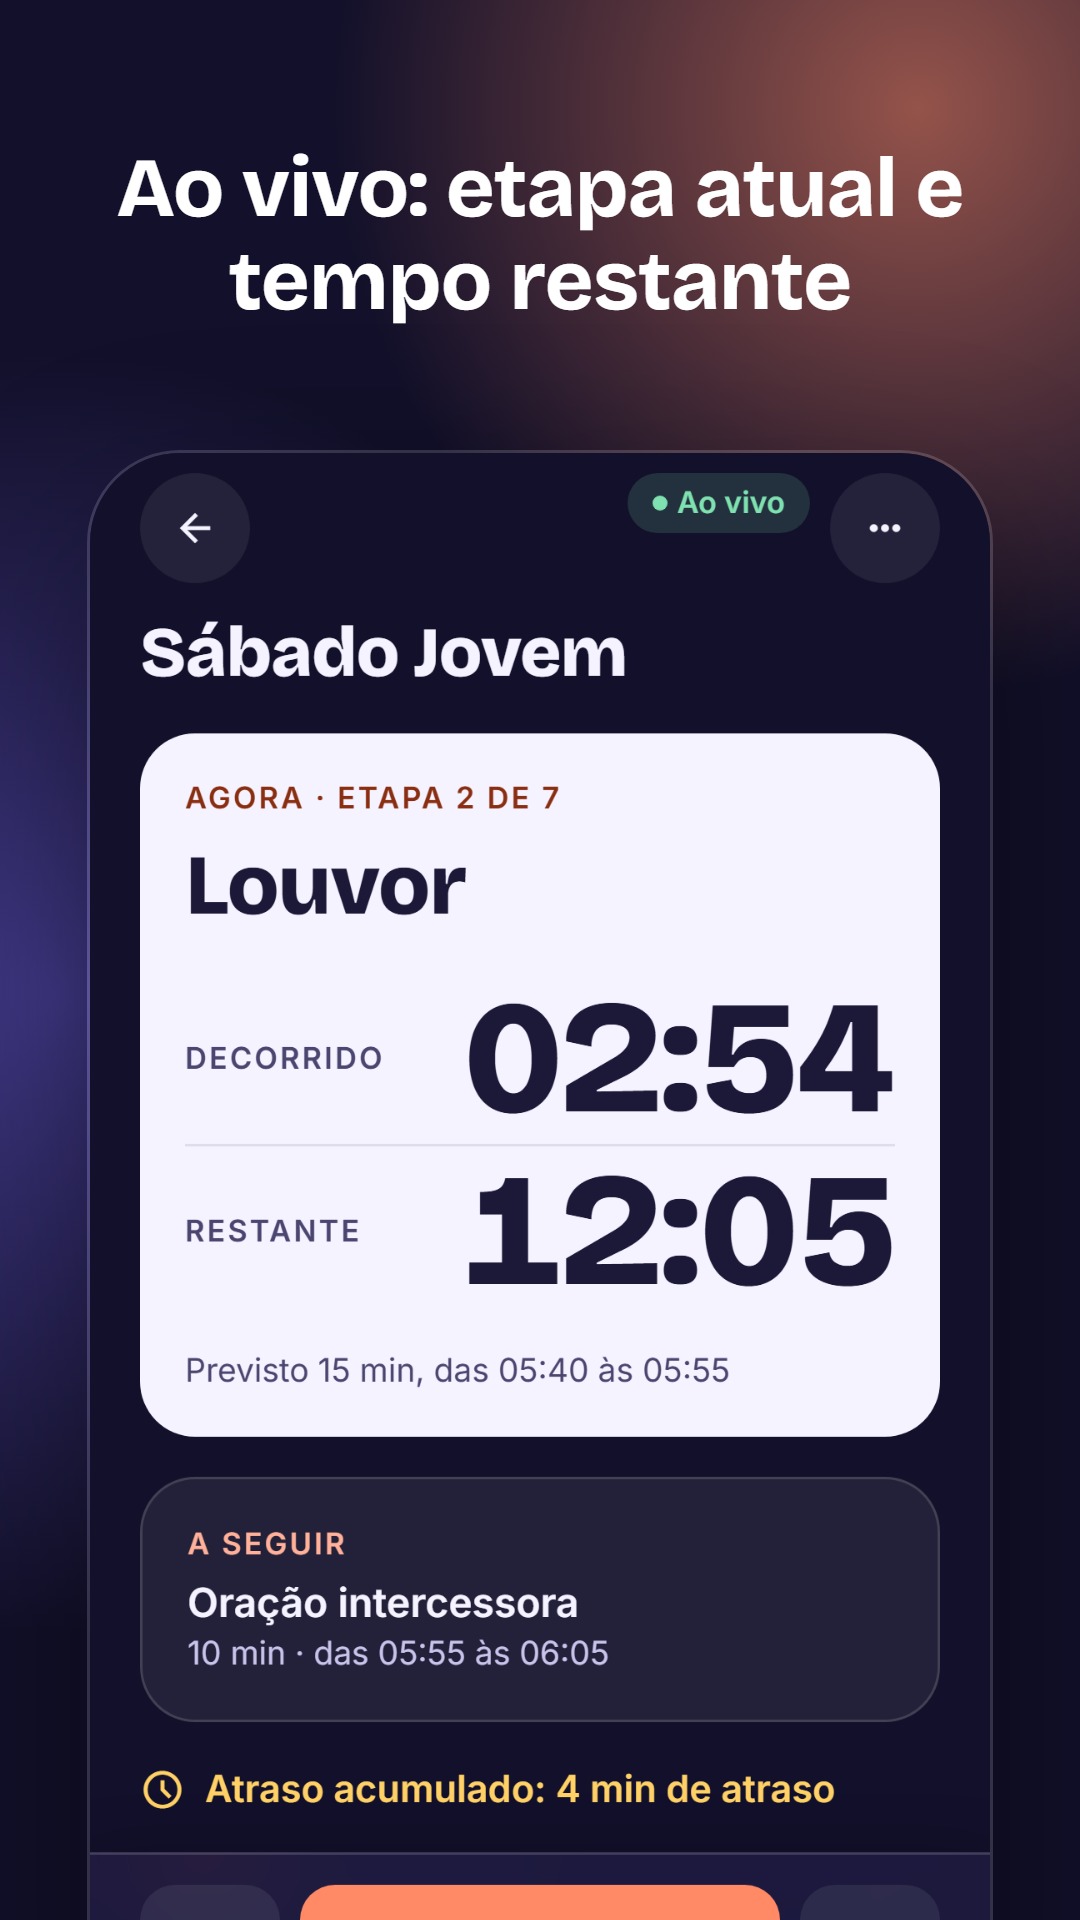 Ao vivo: etapa atual e
tempo restante
Ao vivo
Sábado Jovem
AGORA · ETAPA 2 DE 7
Louvor
DECORRIDO 02:54
RESTANTE 12:05
Previsto 15 min, das 05:40 às 05:55
A SEGUIR
Oração intercessora
10 min · das 05:55 às 06:05
Atraso acumulado: 4 min de atraso